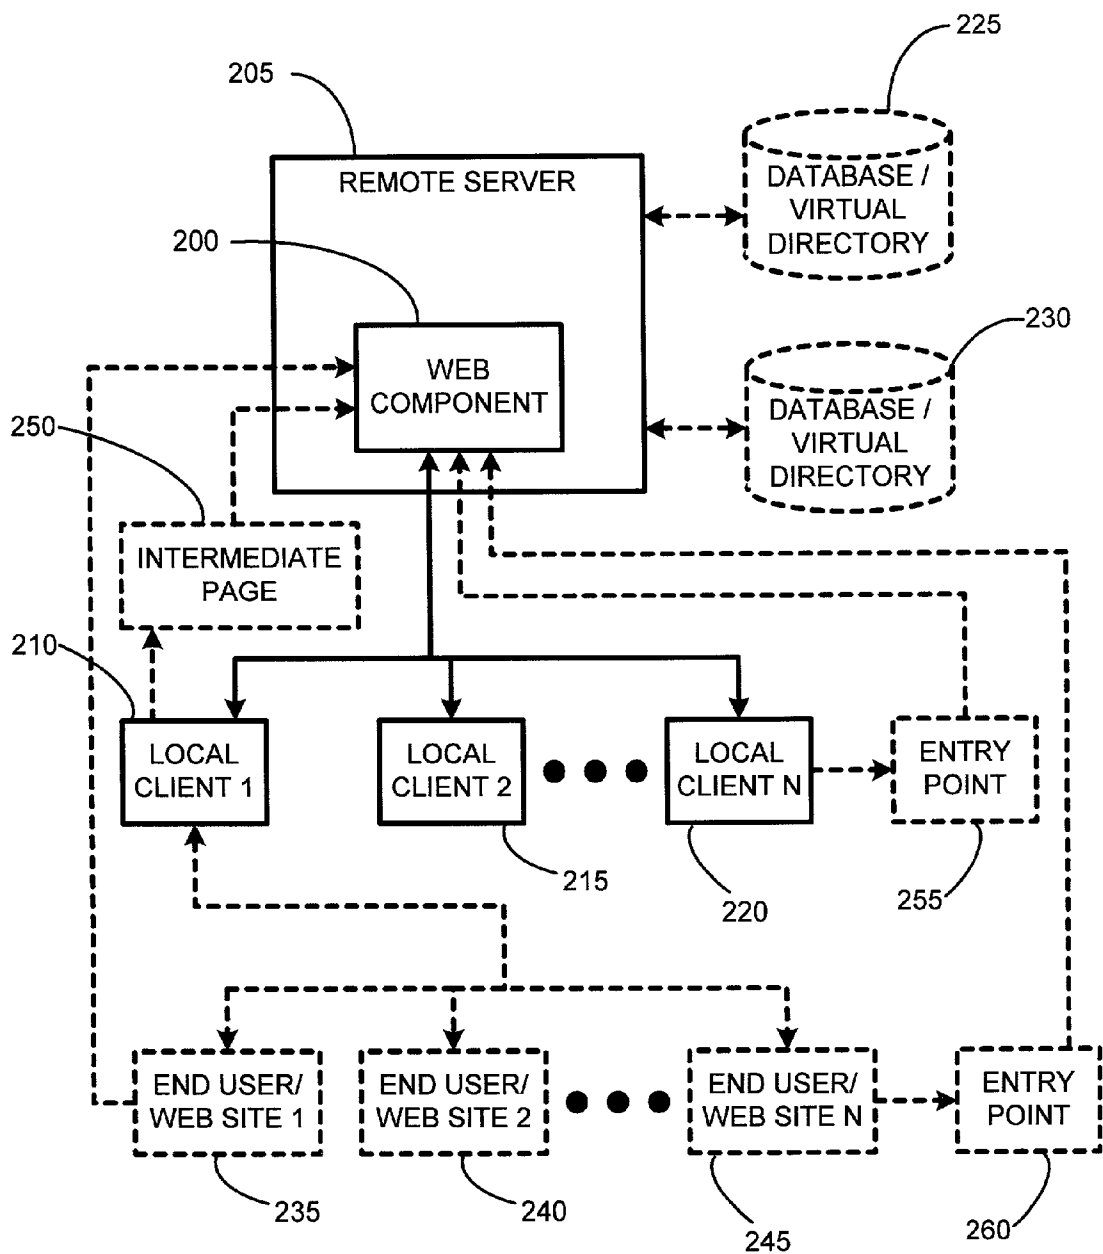 225
205
REMOTE SERVER
DATABASE /
VIRTUAL
DIRECTORY
200
230
WEB
COMPONENT
DATABASE /
VIRTUAL
DIRECTORY
250
INTERMEDIATE
PAGE
210
LOCAL
CLIENT 1
LOCAL
CLIENT 2
LOCAL
CLIENT N
ENTRY
POINT
215
220
255
END USER/
WEB SITE 1
END USER/
WEB SITE 2
END USER/
WEB SITE N
ENTRY
POINT
235
240
245
260